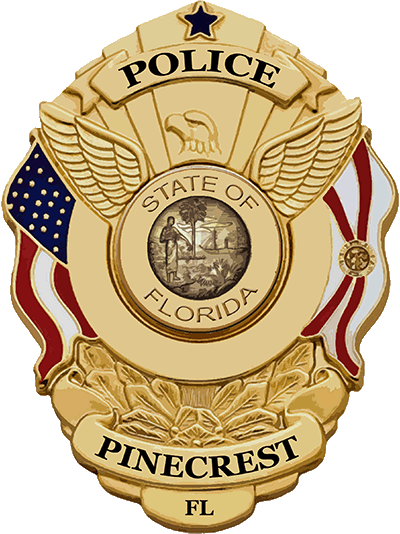 POLICE
STATE OF
FLORIDA
PINECREST
FL